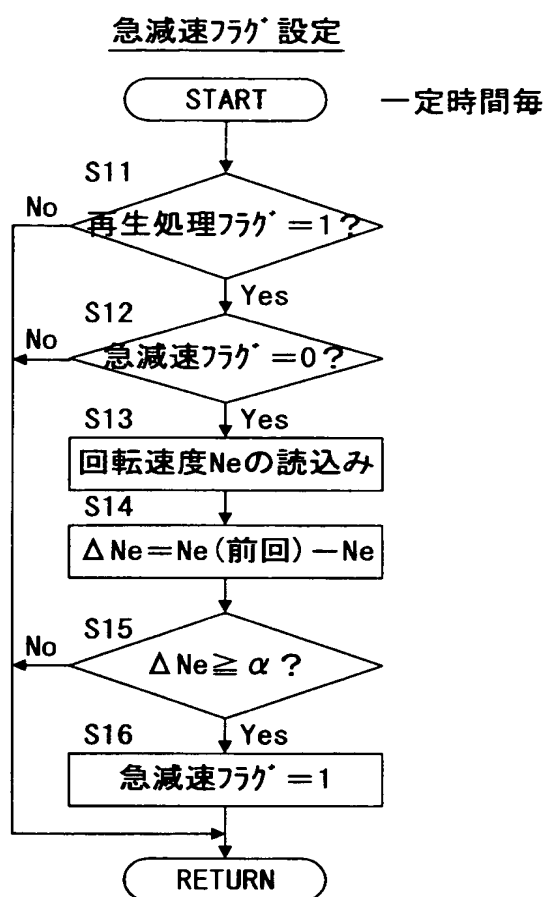 急減速ﾌﾗｸﾞ設定
START
一定時間毎
S11
No
再生処理ﾌﾗｸﾞ=1?
Yes
S12
No
急減速ﾌﾗｸﾞ=0?
Yes
S13
回転速度Neの読込み
S14
ΔNe=Ne(前回)-Ne
S15
No
ΔNe≧α?
Yes
S16
急減速ﾌﾗｸﾞ=1
RETURN